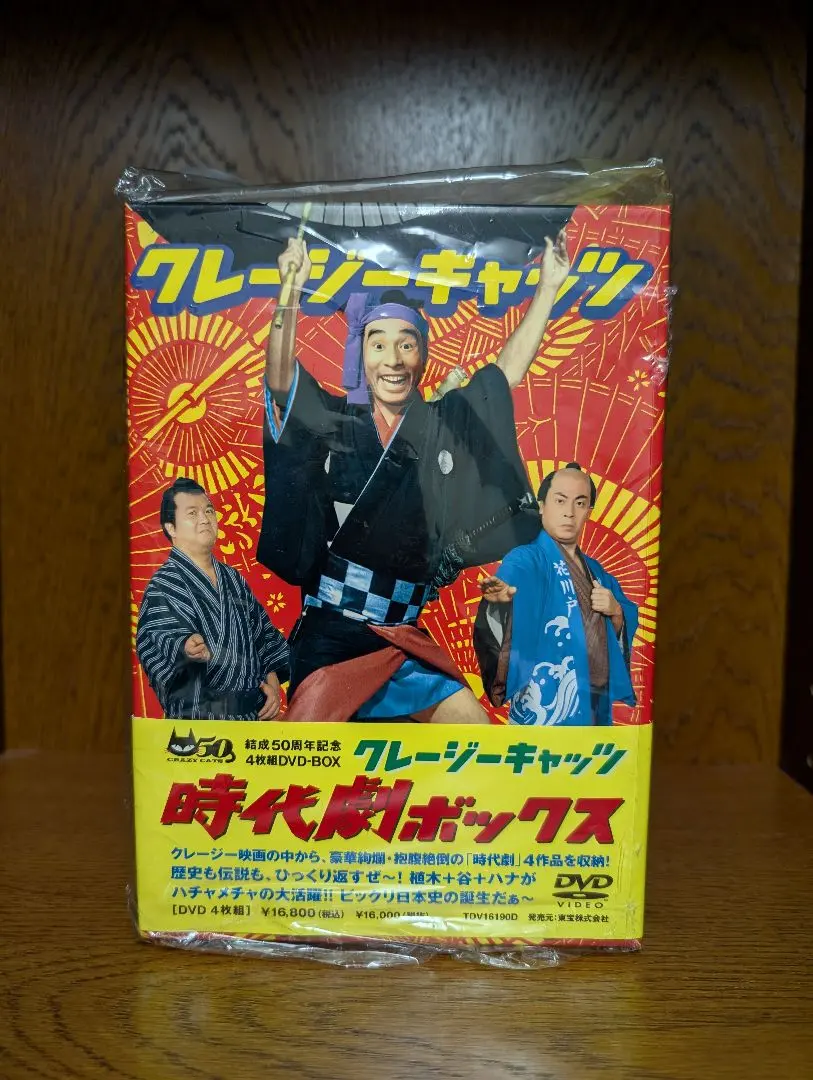 クレージーキャッツ
花川戸
50
CRAZY CATS
結成50周年記念
4枚組DVD-BOX
クレージーキャッツ
時代劇ボックス
クレージー映画の中から、豪華絢爛・抱腹絶倒の「時代劇」4作品を収納!
歴史も伝説も、ひっくり返すぜ〜!植木+谷+ハナが
ハチャメチャの大活躍!!ビックリ日本史の誕生だぁ〜
DVD
VIDEO
[DVD 4枚組] ¥16,800(税込) ¥16,000(税抜) TDV16190D 発売元:東宝株式会社